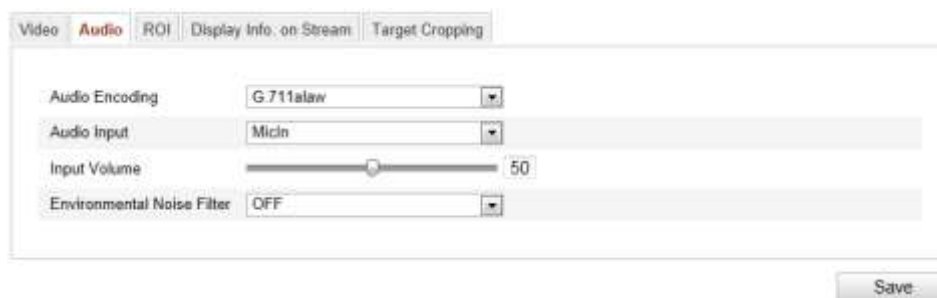 Video Audio ROI Display Info. on Stream Target Cropping
Audio Encoding G.711alaw
Audio Input MicIn
Input Volume 50
Environmental Noise Filter OFF
Save